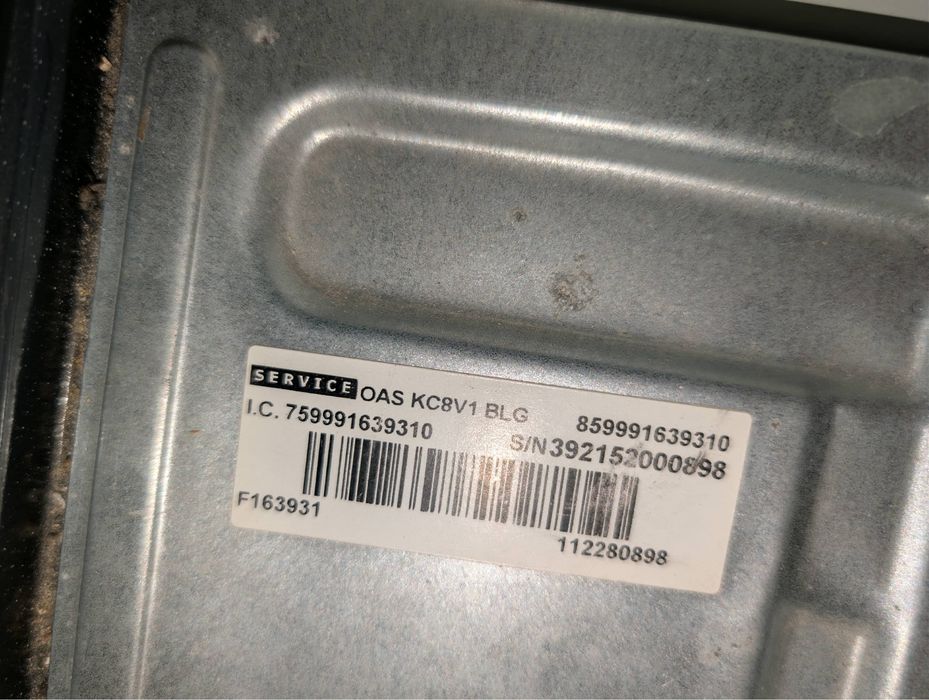 SERVICE OAS KC8V1 BLG 859991639310
I.C. 759991639310 S/N 392152000898
F163931
112280898